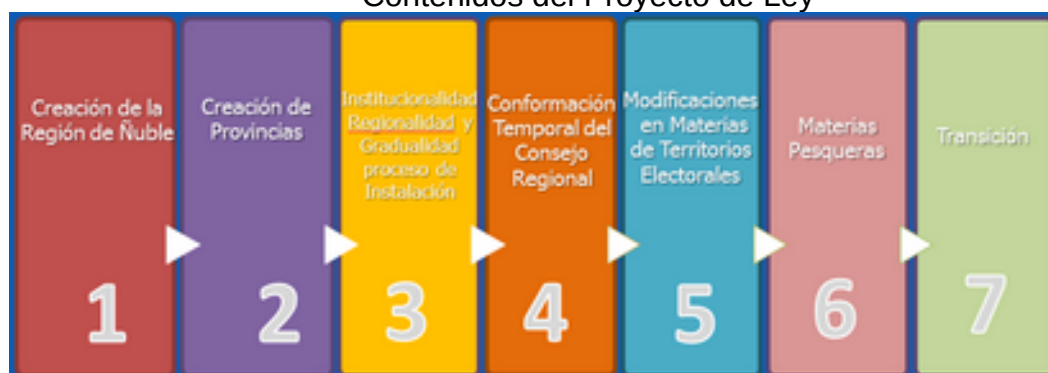 Contenidos del Proyecto de Ley
Creación de la
Región de Ñuble
1
Creación de
Provincias
2
Institucionalidad
Regionalidad y
Gradualidad
proceso de
Instalación
3
Conformación
Temporal del
Consejo
Regional
4
Modificaciones
en Materias
de Territorios
Electorales
5
Materias
Pesqueras
6
Transición
7